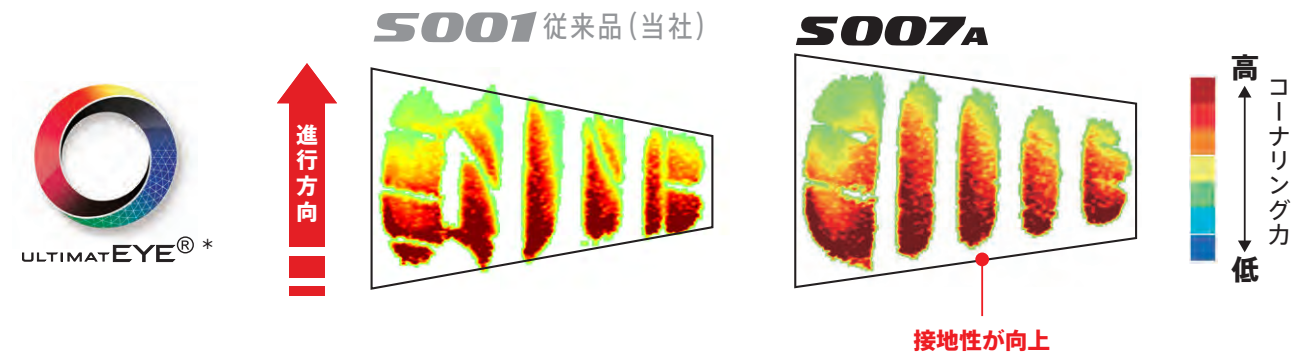 S001 従来品(当社)
S007A
ULTIMATEYE® *
進行方向
高
コーナリング力
低
接地性が向上